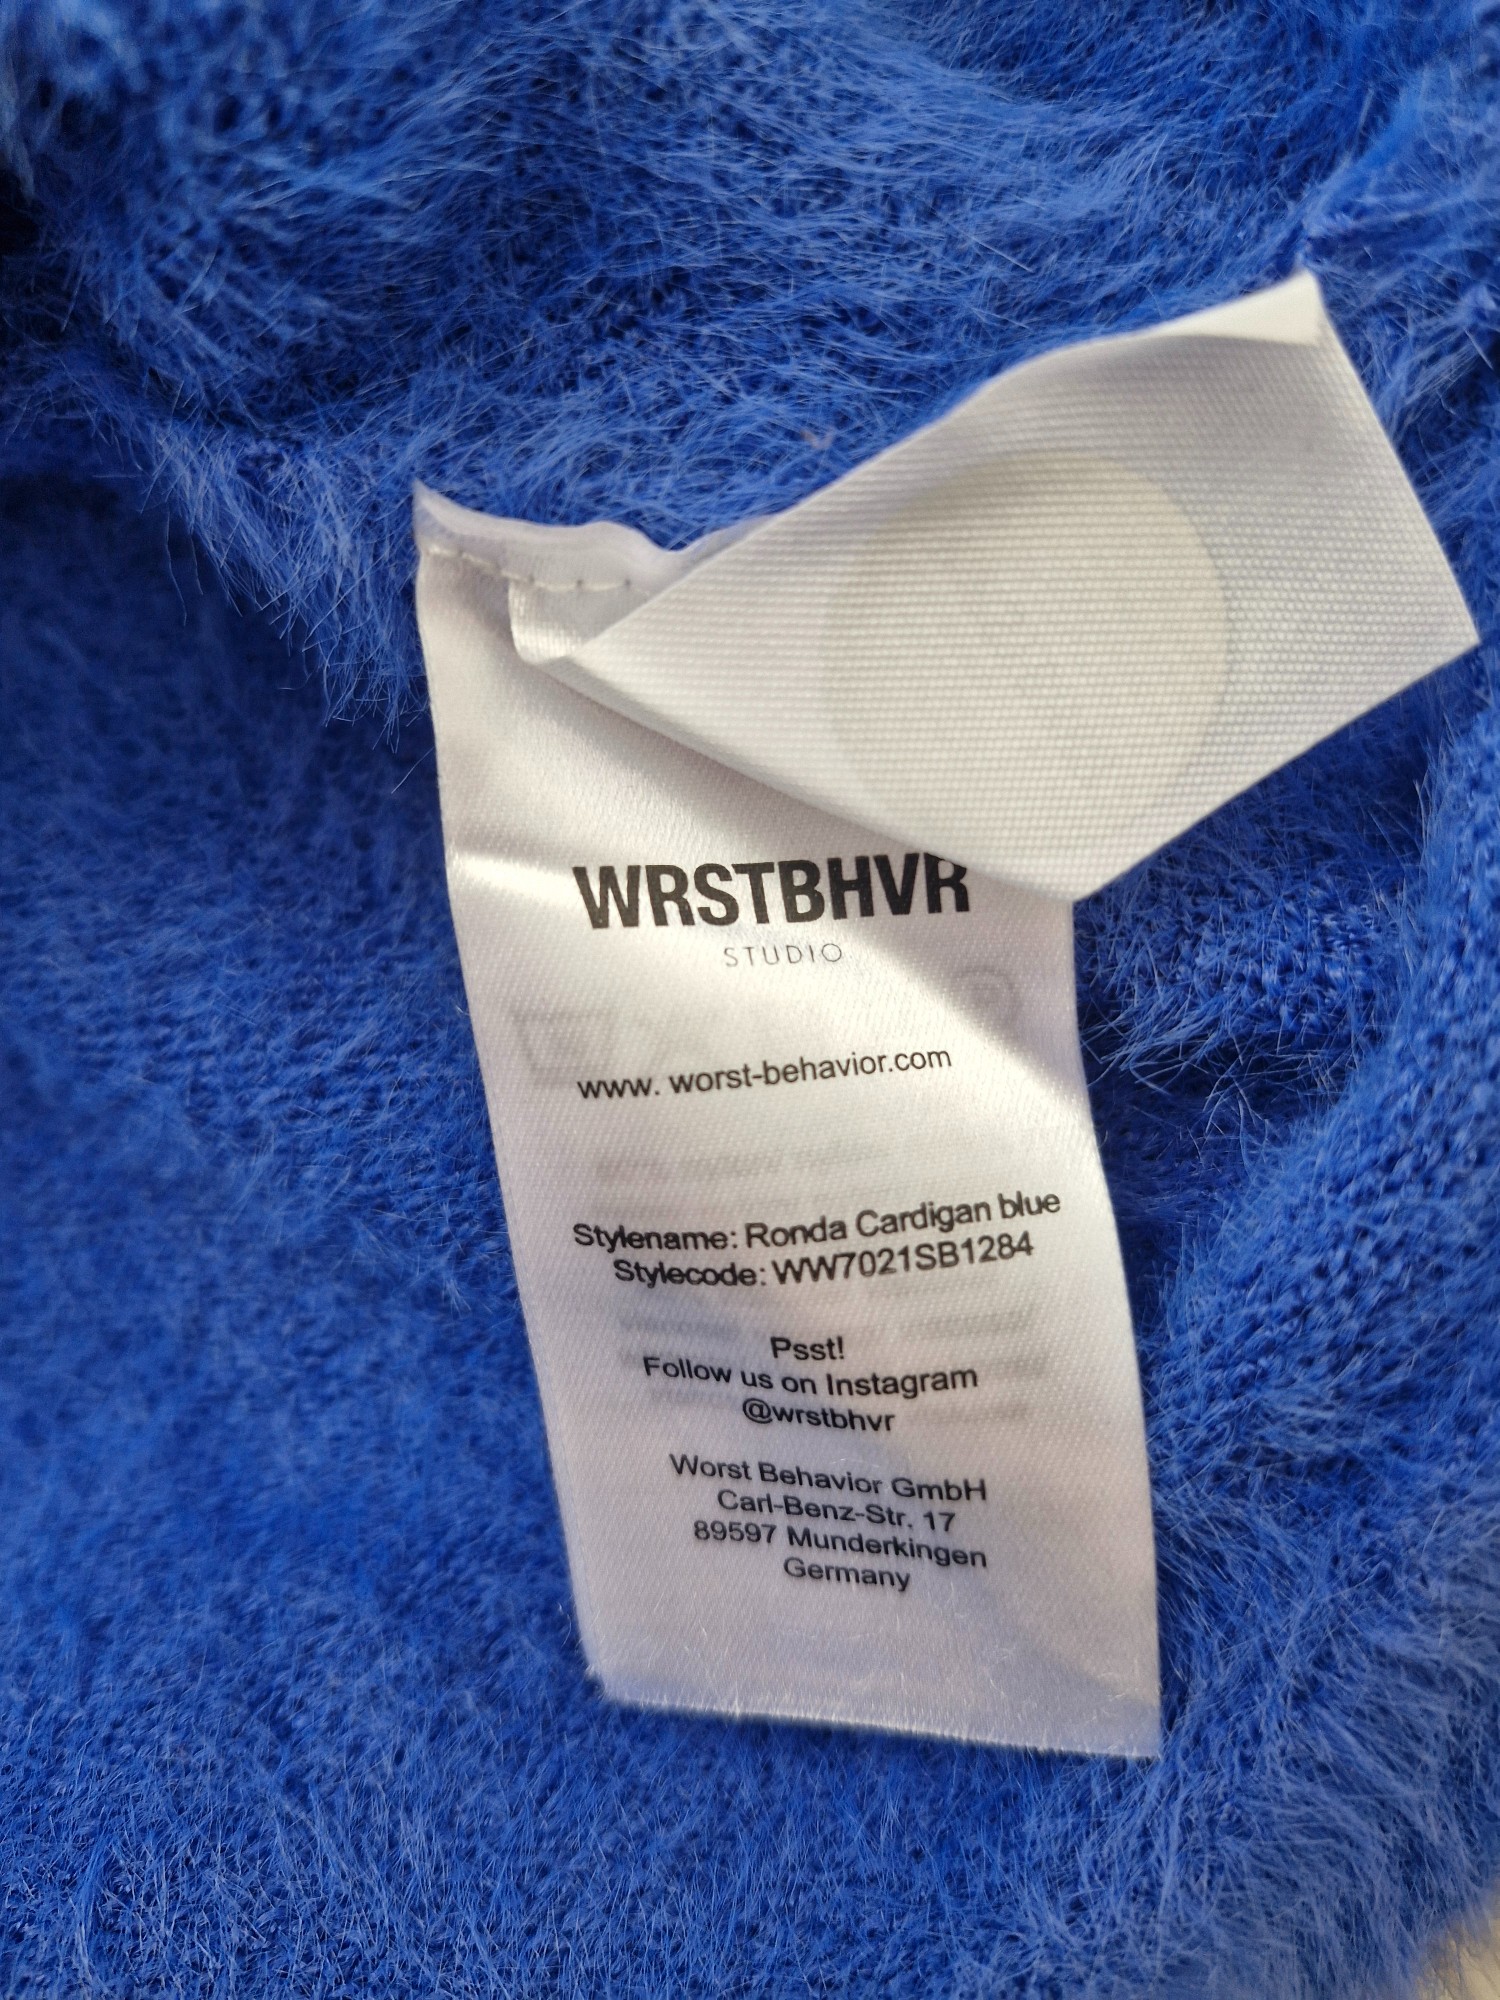 WRSTBHVR
STUDIO
www. worst-behavior.com
Stylename: Ronda Cardigan blue
Stylecode: WW7021SB1284
Psst!
Follow us on Instagram
@wrstbhvr
Worst Behavior GmbH
Carl-Benz-Str. 17
89597 Munderkingen
Germany